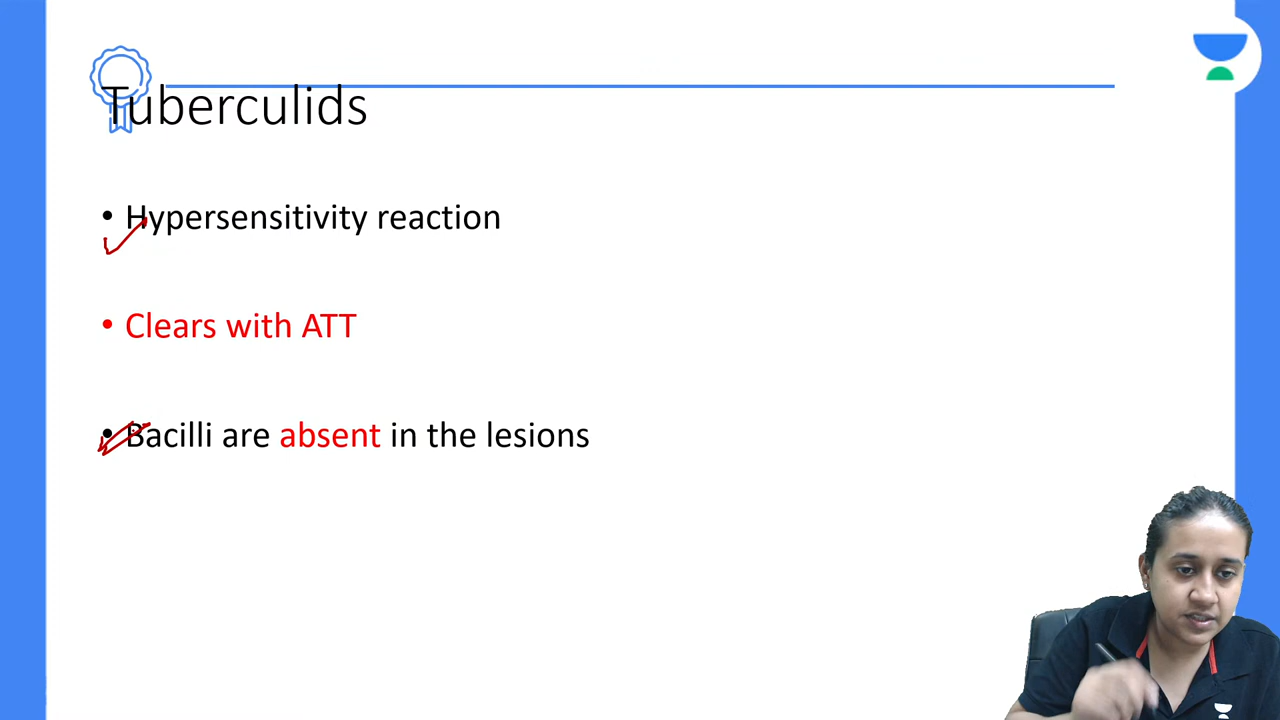 Tuberculids
• Hypersensitivity reaction
• Clears with ATT
• Bacilli are absent in the lesions